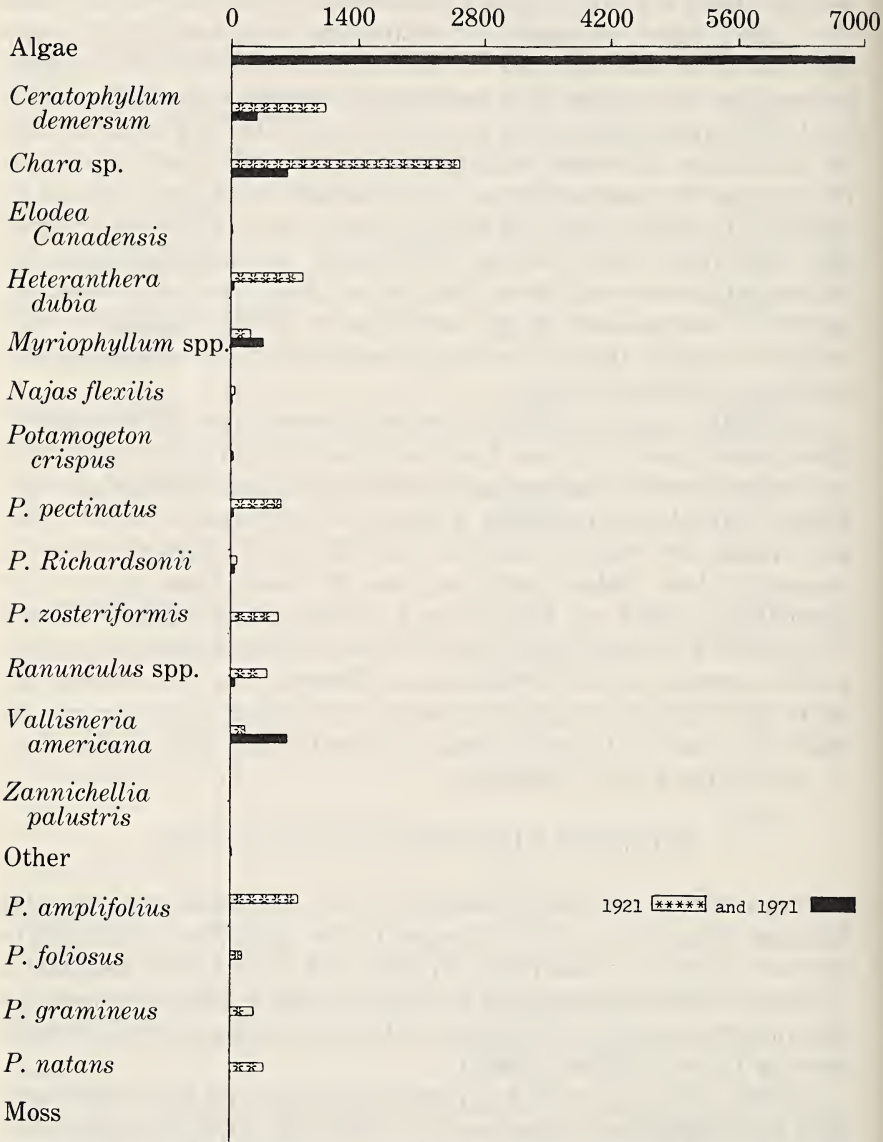 0 1400 2800 4200 5600 7000
Algae
Ceratophyllum
demersum
Chara sp.
Elodea
Canadensis
Heteranthera
dubia
Myriophyllum spp.
Najas flexilis
Potamogeton
crispus
P. pectinatus
P. Richardsonii
P. zosteriformis
Ranunculus spp.
Vallisneria
americana
Zannichellia
palustris
Other
P. amplifolius
1921 ***** and 1971
P. foliosus
P. gramineus
P. natans
Moss